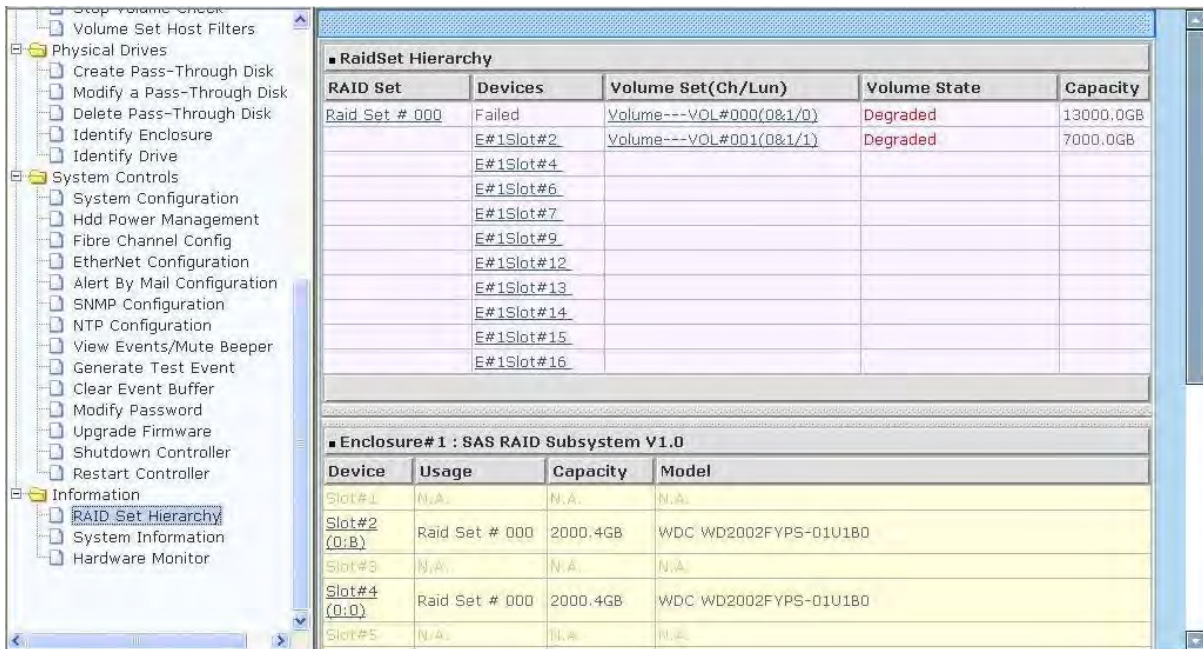 Stop Volume Check
Volume Set Host Filters
Physical Drives
Create Pass-Through Disk
Modify a Pass-Through Disk
Delete Pass-Through Disk
Identify Enclosure
Identify Drive
System Controls
System Configuration
Hdd Power Management
Fibre Channel Config
EtherNet Configuration
Alert By Mail Configuration
SNMP Configuration
NTP Configuration
View Events/Mute Beeper
Generate Test Event
Clear Event Buffer
Modify Password
Upgrade Firmware
Shutdown Controller
Restart Controller
Information
RAID Set Hierarchy
System Information
Hardware Monitor
RaidSet Hierarchy
RAID Set Devices Volume Set(Ch/Lun) Volume State Capacity
Raid Set # 000 Failed Volume---VOL#000(0&1/0) Degraded 13000.0GB
E#1Slot#2 Volume---VOL#001(0&1/1) Degraded 7000.0GB
E#1Slot#4
E#1Slot#6
E#1Slot#7
E#1Slot#9
E#1Slot#12
E#1Slot#13
E#1Slot#14
E#1Slot#15
E#1Slot#16
Enclosure#1 : SAS RAID Subsystem V1.0
Device Usage Capacity Model
Slot#1 N.A. N.A. N.A.
Slot#2 (0:B) Raid Set # 000 2000.4GB WDC WD2002FYPS-01U1B0
Slot#3 N.A. N.A. N.A.
Slot#4 (0:0) Raid Set # 000 2000.4GB WDC WD2002FYPS-01U1B0
Slot#5 N.A. N.A. N.A.